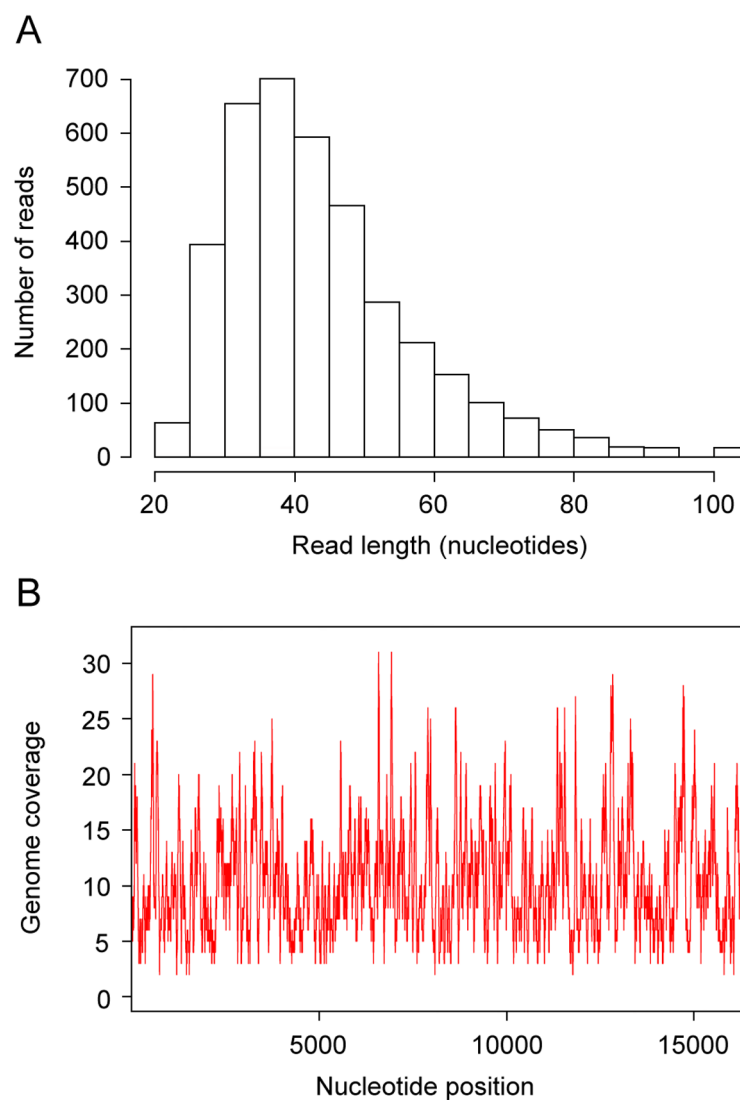 A
700
600
500
400
300
200
100
0
Number of reads
20 40 60 80 100
Read length (nucleotides)
B
30
25
20
15
10
5
0
Genome coverage
5000 10000 15000
Nucleotide position